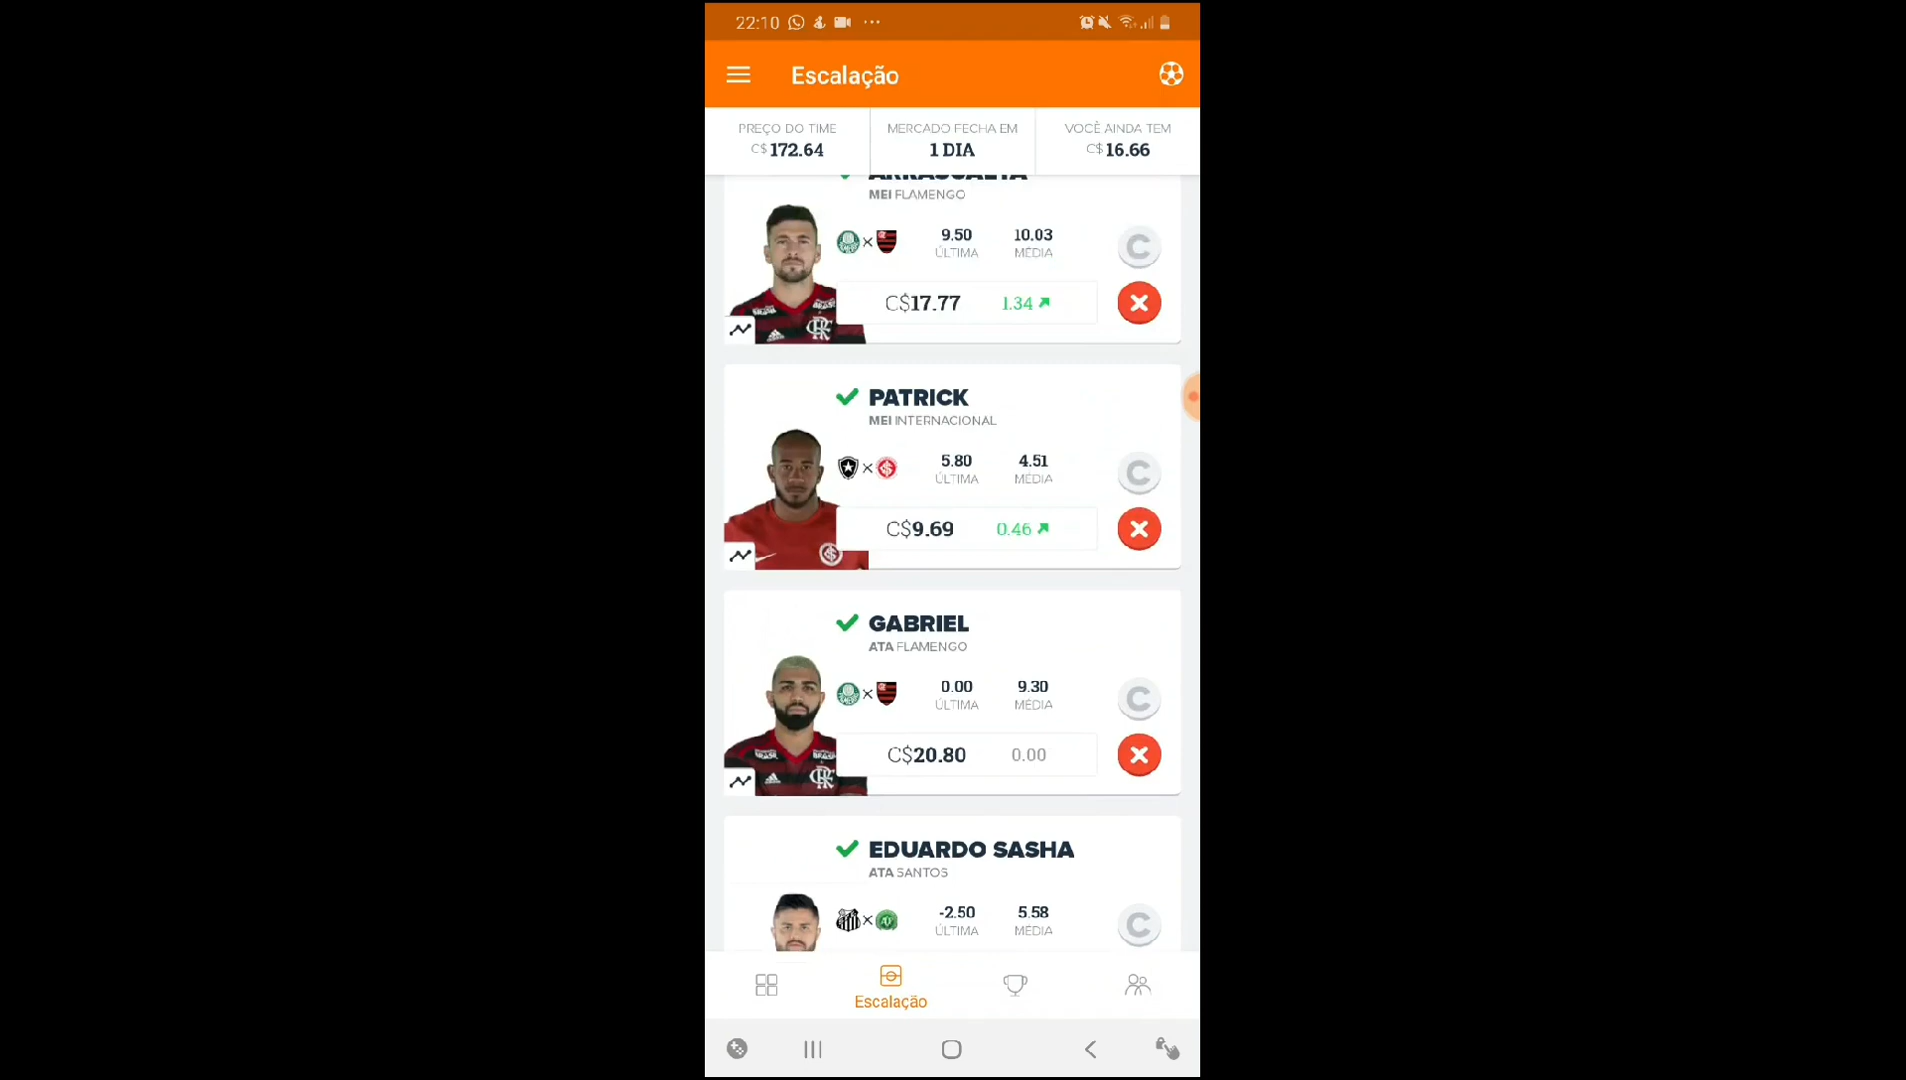 22:10
Escalação
PREÇO DO TIME
C$ 172.64
MERCADO FECHA EM
1 DIA
VOCÊ AINDA TEM
C$ 16.66
ARRASCAETA
MEI FLAMENGO
9.50 10.03
ÚLTIMA MÉDIA
C$17.77 1.34
PATRICK
MEI INTERNACIONAL
5.80 4.51
ÚLTIMA MÉDIA
C
C$9.69 0.46
GABRIEL
ATA FLAMENGO
0.00 9.30
ÚLTIMA MÉDIA
C
C$20.80 0.00
EDUARDO SASHA
ATA SANTOS
-2.50 5.58
ÚLTIMA MÉDIA
C
Escalação